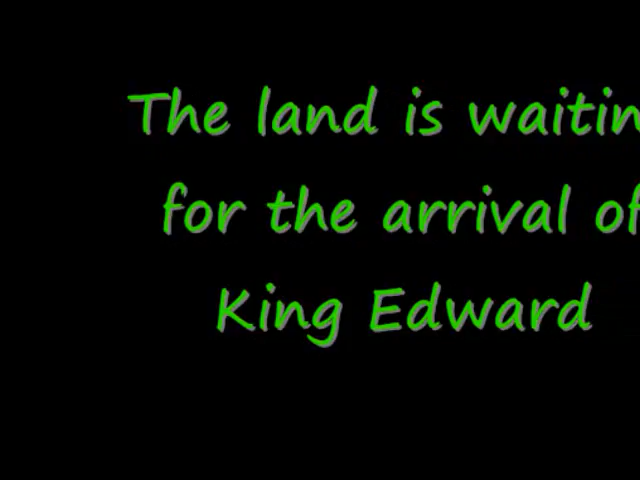 The land is waitin
for the arrival of
King Edward